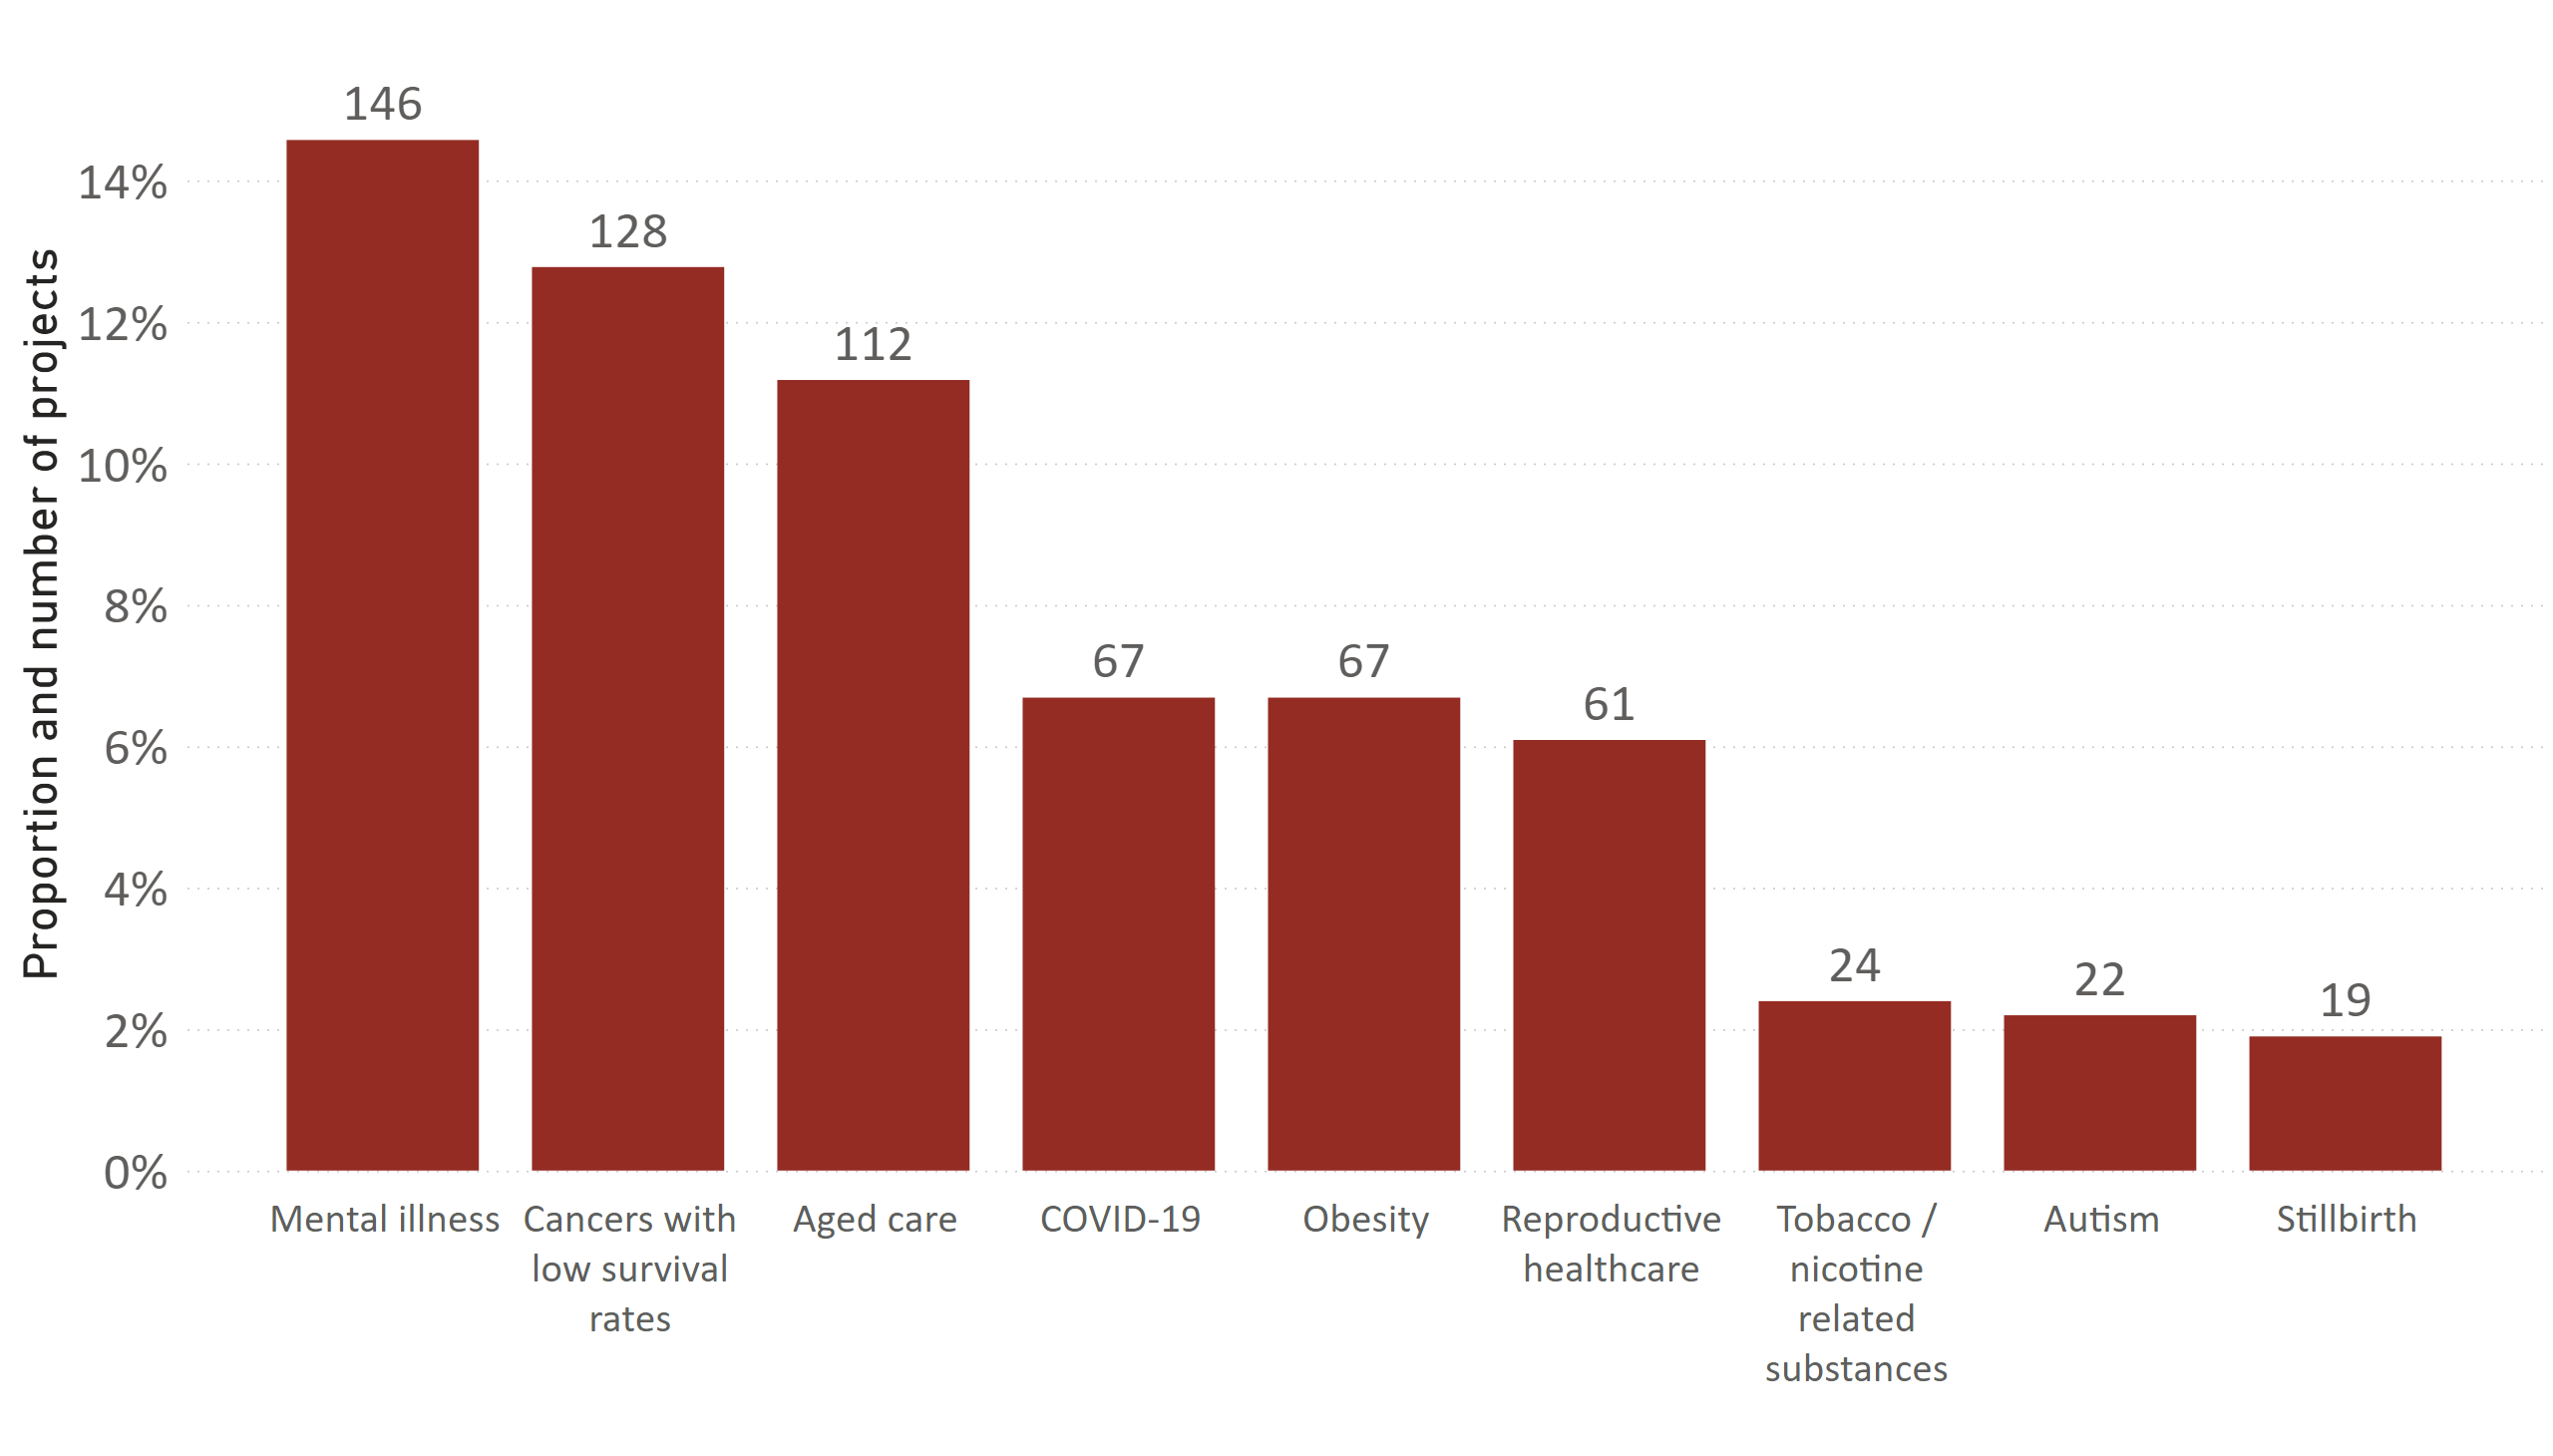 Proportion and number of projects
14%
12%
10%
8%
6%
4%
2%
0%
146
128
112
67
67
61
24
22
19
Mental illness
Cancers with
low survival
rates
Aged care
COVID-19
Obesity
Reproductive
healthcare
Tobacco /
nicotine
related
substances
Autism
Stillbirth